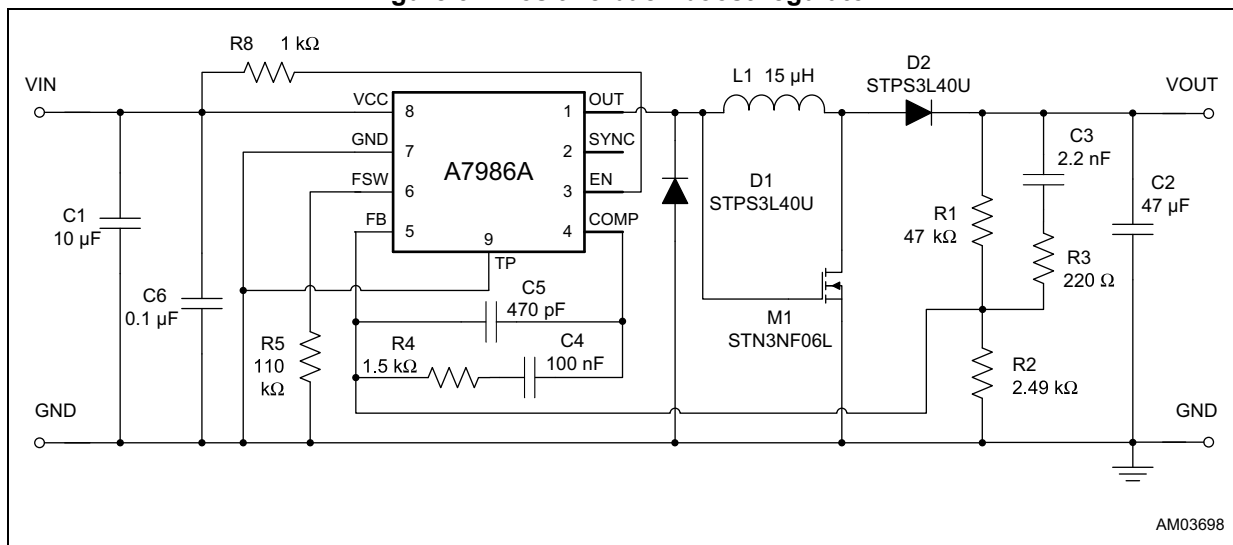 R8 1 kΩ
D2
STPS3L40U
L1 15 µH
VIN
VOUT
VCC
8
1
OUT
GND
7
2
SYNC
A7986A
FSW
6
3
EN
FB
5
4
COMP
9
TP
C1
10 µF
C6
0.1 µF
R5
110
kΩ
C5
470 pF
R4
1.5 kΩ
C4
100 nF
D1
STPS3L40U
M1
STN3NF06L
C3
2.2 nF
C2
47 µF
R1
47 kΩ
R3
220 Ω
R2
2.49 kΩ
GND
GND
AM03698